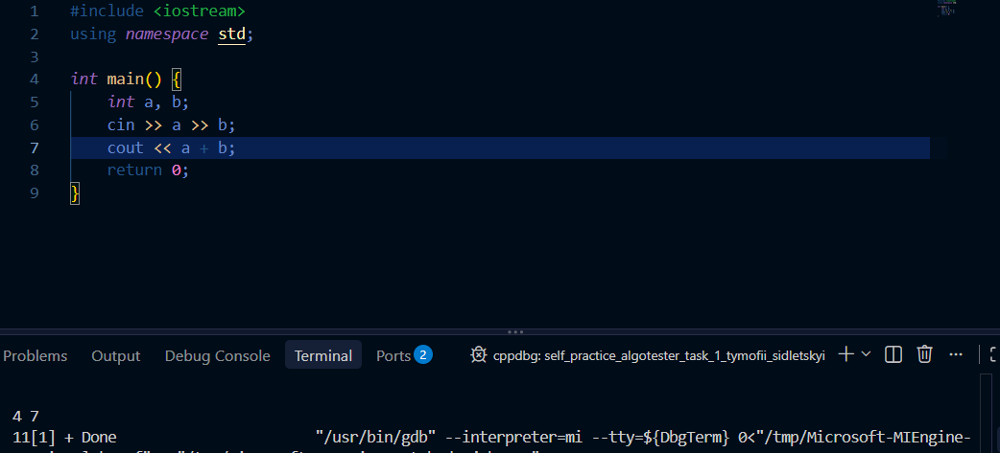 1 #include <iostream>
2 using namespace std;
3
4 int main() {
5 int a, b;
6 cin >> a >> b;
7 cout << a + b;
8 return 0;
9 }
Problems Output Debug Console Terminal Ports 2 cppdbg: self_practice_algotester_task_1_tymofii_sidletskyi
4 7
11[1] + Done "/usr/bin/gdb" --interpreter=mi --tty=${DbgTerm} 0<"/tmp/Microsoft-MIEngine-